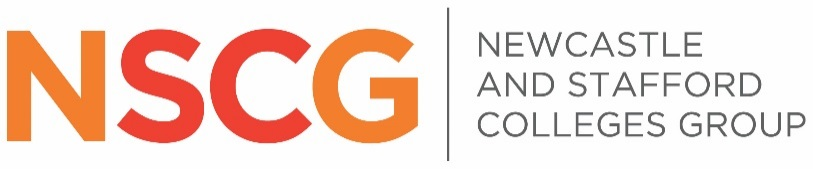 NSCG
NEWCASTLE
AND STAFFORD
COLLEGES GROUP